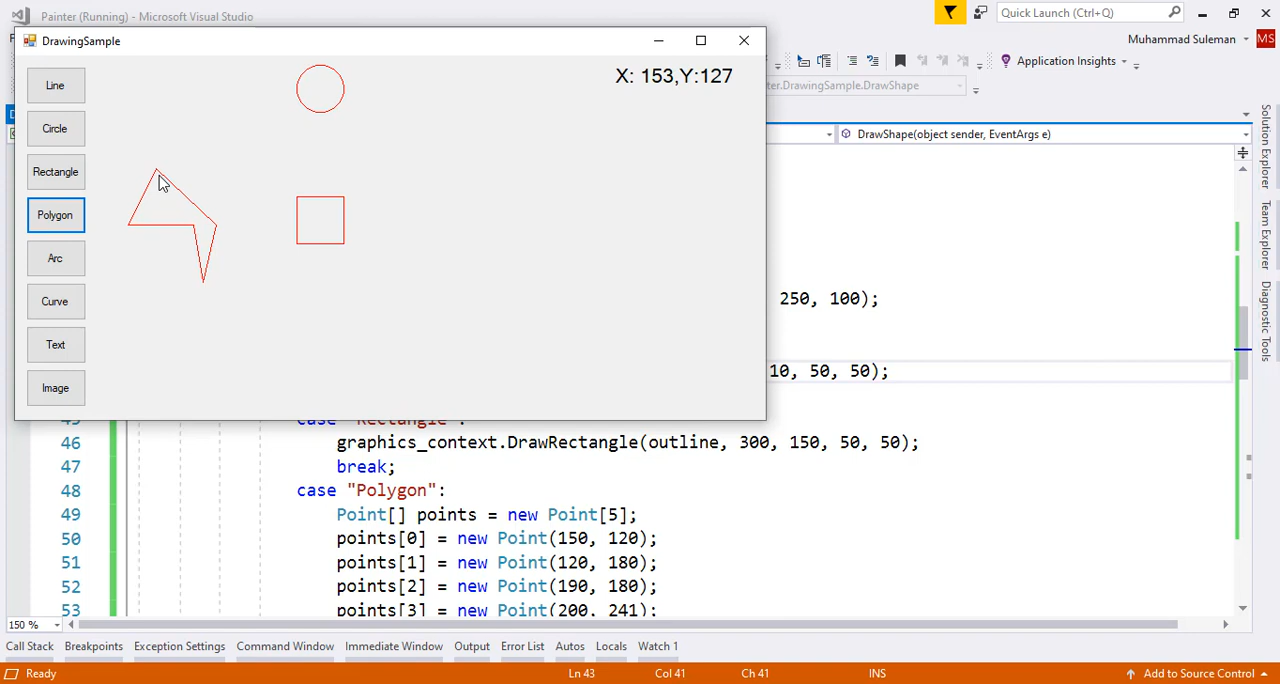 Painter (Running) - Microsoft Visual Studio
Quick Launch (Ctrl+Q)
DrawingSample
Muhammad Suleman
MS
X: 153,Y:127
Application Insights
ter.DrawingSample.DrawShape
DrawShape(object sender, EventArgs e)
Line
Circle
Rectangle
Polygon
Arc
Curve
Text
Image
Solution Explorer
Team Explorer
Diagnostic Tools
250, 100);
10, 50, 50);
case "Rectangle":
46 graphics_context.DrawRectangle(outline, 300, 150, 50, 50);
47 break;
48 case "Polygon":
49 Point[] points = new Point[5];
50 points[0] = new Point(150, 120);
51 points[1] = new Point(120, 180);
52 points[2] = new Point(190, 180);
53 points[3] = new Point(200, 241);
150 %
Call Stack Breakpoints Exception Settings Command Window Immediate Window Output Error List Autos Locals Watch 1
Ready Ln 43 Col 41 Ch 41 INS Add to Source Control